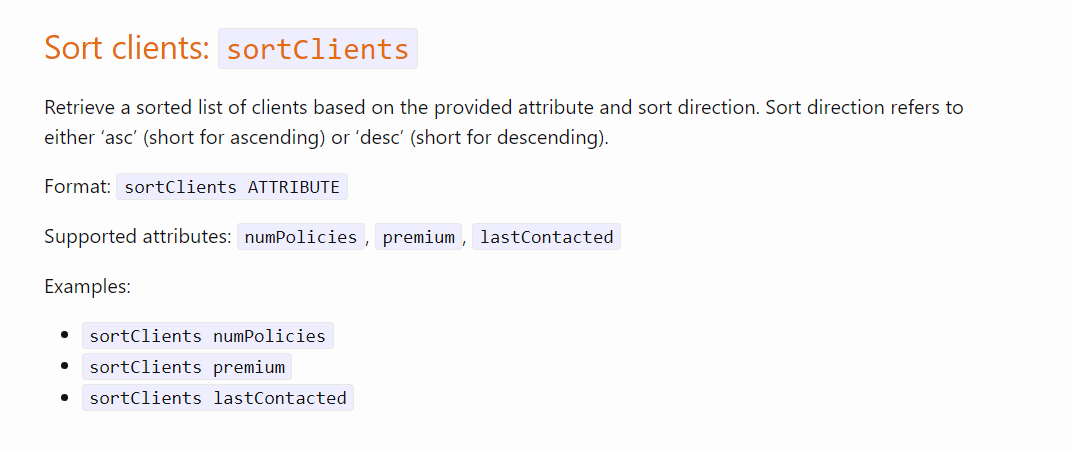 Sort clients: sortClients
Retrieve a sorted list of clients based on the provided attribute and sort direction. Sort direction refers to
either ‘asc’ (short for ascending) or ‘desc’ (short for descending).
Format: sortClients ATTRIBUTE
Supported attributes: numPolicies, premium, lastContacted
Examples:
• sortClients numPolicies
• sortClients premium
• sortClients lastContacted